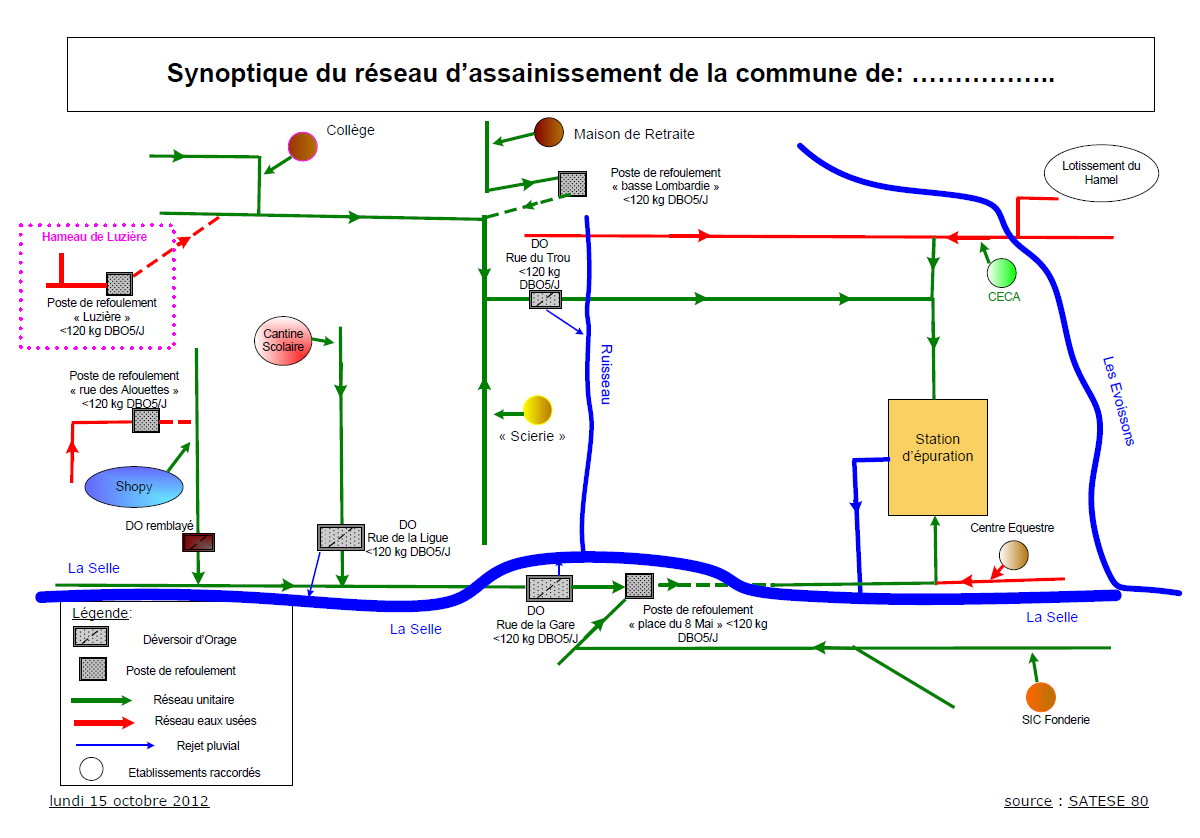 Synoptique du réseau d’assainissement de la commune de: ……………..
Collège
Maison de Retraite
Poste de refoulement
« basse Lombardie »
<120 kg DBO5/J
Lotissement du
Hamel
Hameau de Luzière
Poste de refoulement
« Luzière »
<120 kg DBO5/J
DO
Rue du Trou
<120 kg
DBO5/J
CECA
Cantine
Scolaire
Ruisseau
Les Evoissons
Poste de refoulement
« rue des Alouettes »
<120 kg DBO5/J
Shopy
« Scierie »
Station
d’épuration
DO remblayé
DO
Rue de la Ligue
<120 kg DBO5/J
Centre Equestre
La Selle
La Selle
DO
Rue de la Gare
<120 kg DBO5/J
Poste de refoulement
« place du 8 Mai » <120 kg
DBO5/J
La Selle
SIC Fonderie
Légende:
Déversoir d’Orage
Poste de refoulement
Réseau unitaire
Réseau eaux usées
Rejet pluvial
Etablissements raccordés
lundi 15 octobre 2012
source : SATESE 80